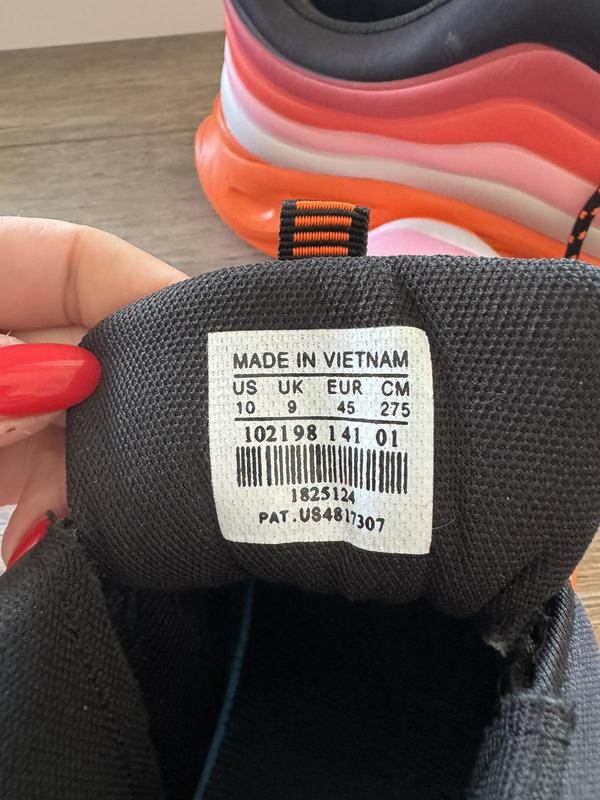 MADE IN VIETNAM
US UK EUR CM
10 9 45 275
102198 141 01
1825124
PAT.US4817307